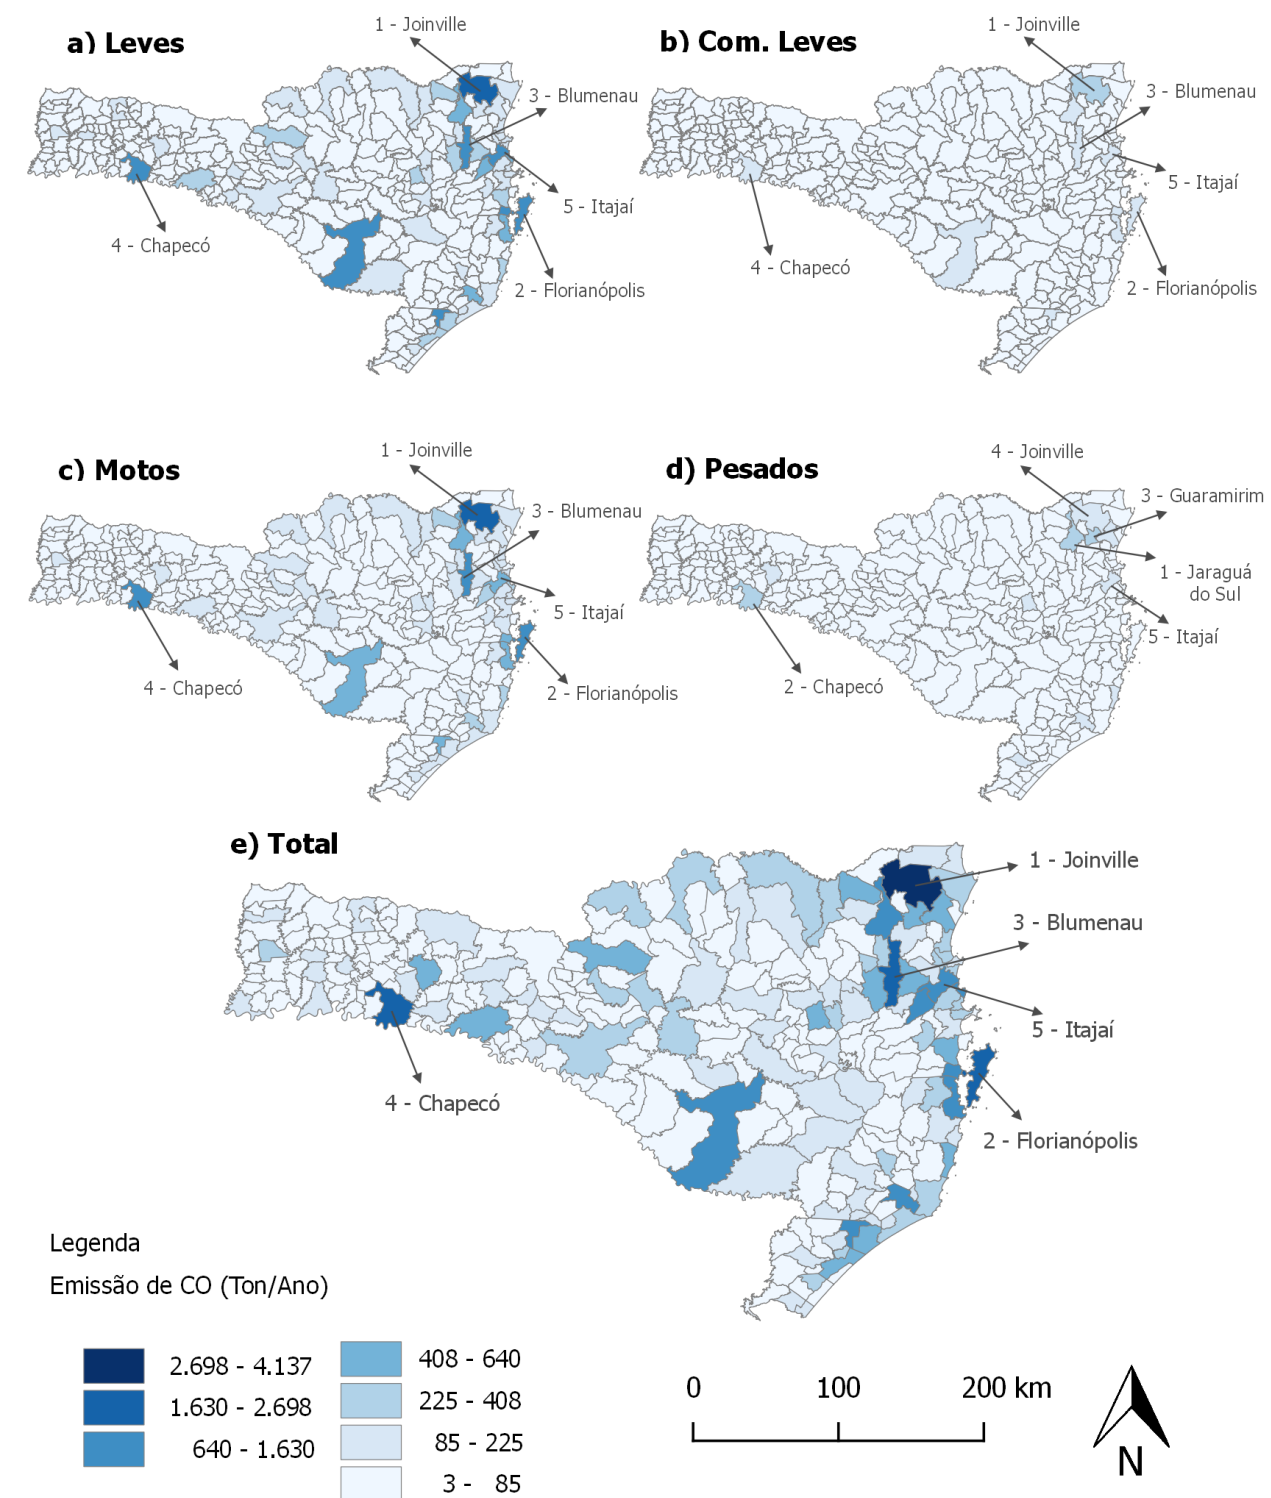 a) Leves
1 - Joinville
3 - Blumenau
5 - Itajaí
4 - Chapecó
2 - Florianópolis
b) Com. Leves
1 - Joinville
3 - Blumenau
5 - Itajaí
4 - Chapecó
2 - Florianópolis
c) Motos
1 - Joinville
3 - Blumenau
5 - Itajaí
4 - Chapecó
2 - Florianópolis
d) Pesados
4 - Joinville
3 - Guaramirim
1 - Jaraguá
do Sul
5 - Itajaí
2 - Chapecó
e) Total
1 - Joinville
3 - Blumenau
5 - Itajaí
4 - Chapecó
2 - Florianópolis
Legenda
Emissão de CO (Ton/Ano)
2.698 - 4.137
1.630 - 2.698
640 - 1.630
408 - 640
225 - 408
85 - 225
3 - 85
0 100 200 km
N